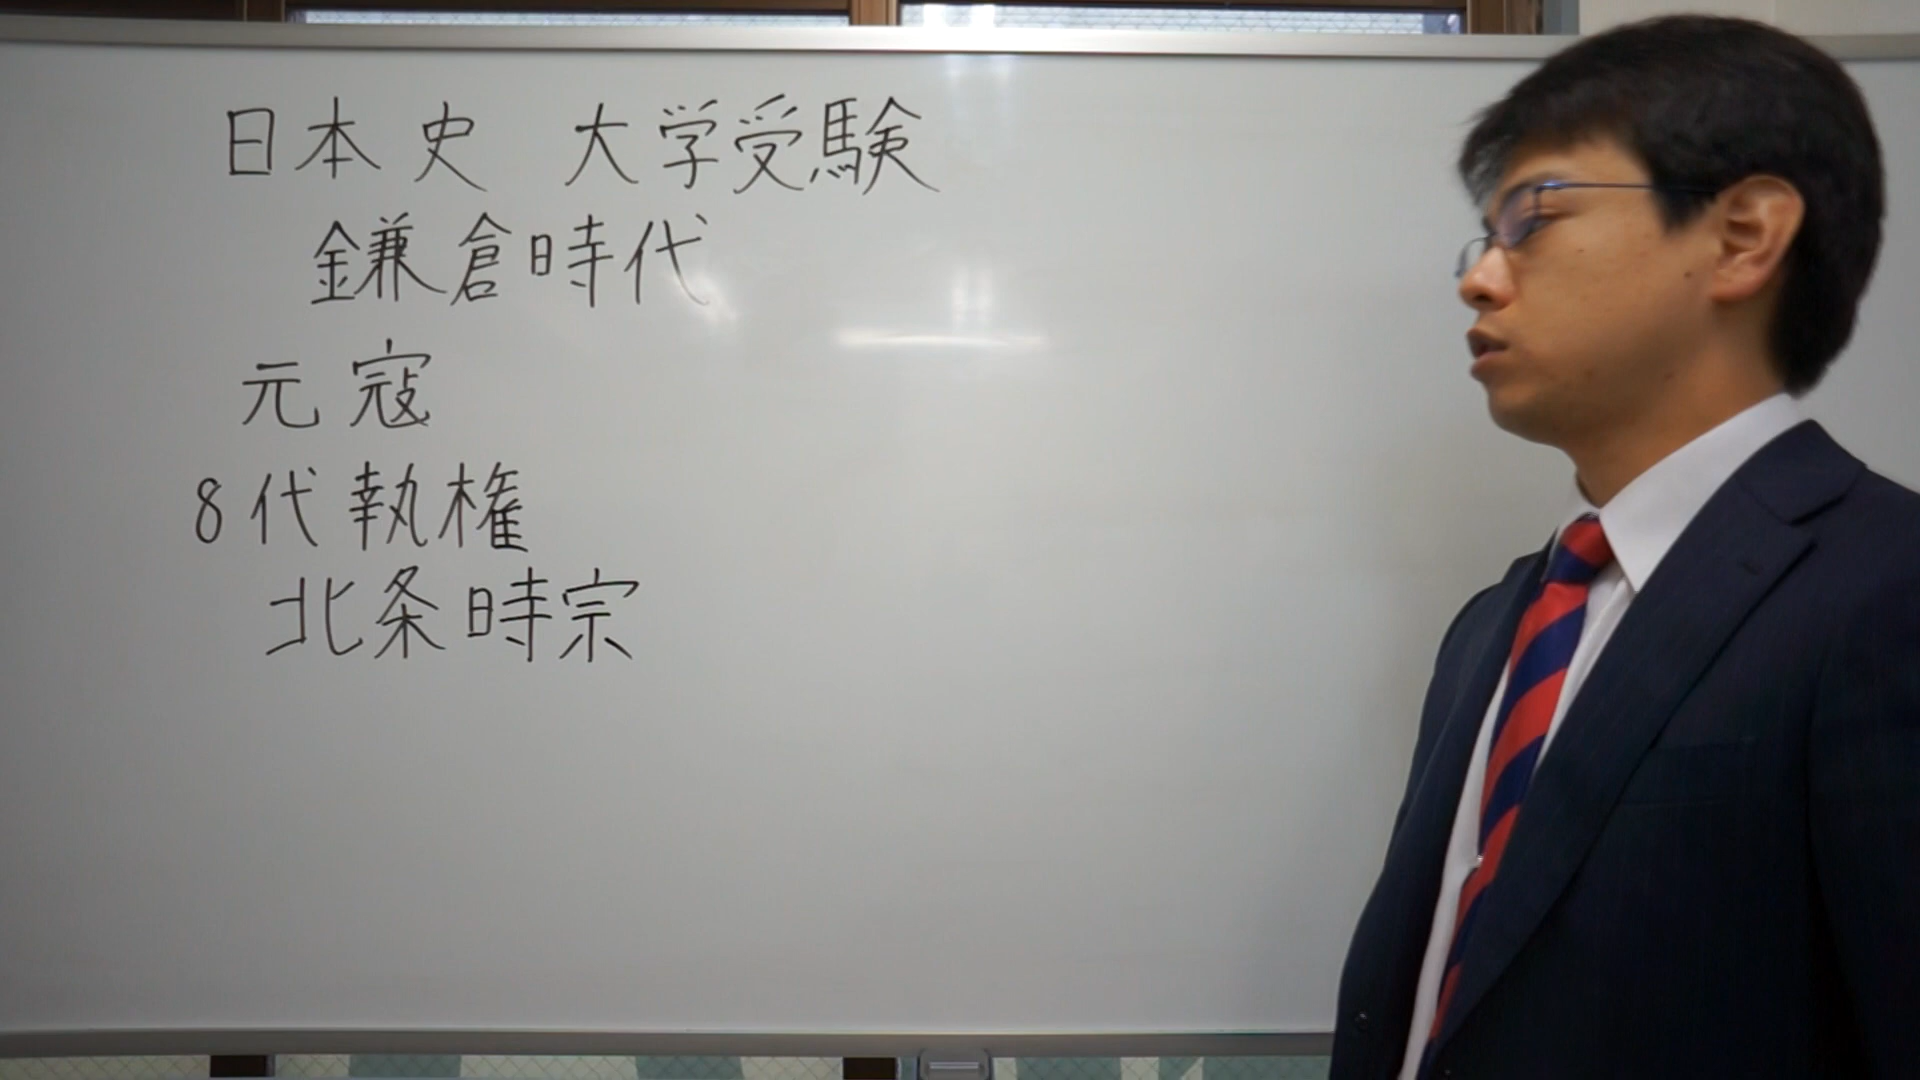 日本史 大学受験
鎌倉時代
元寇
8代執権
北条時宗